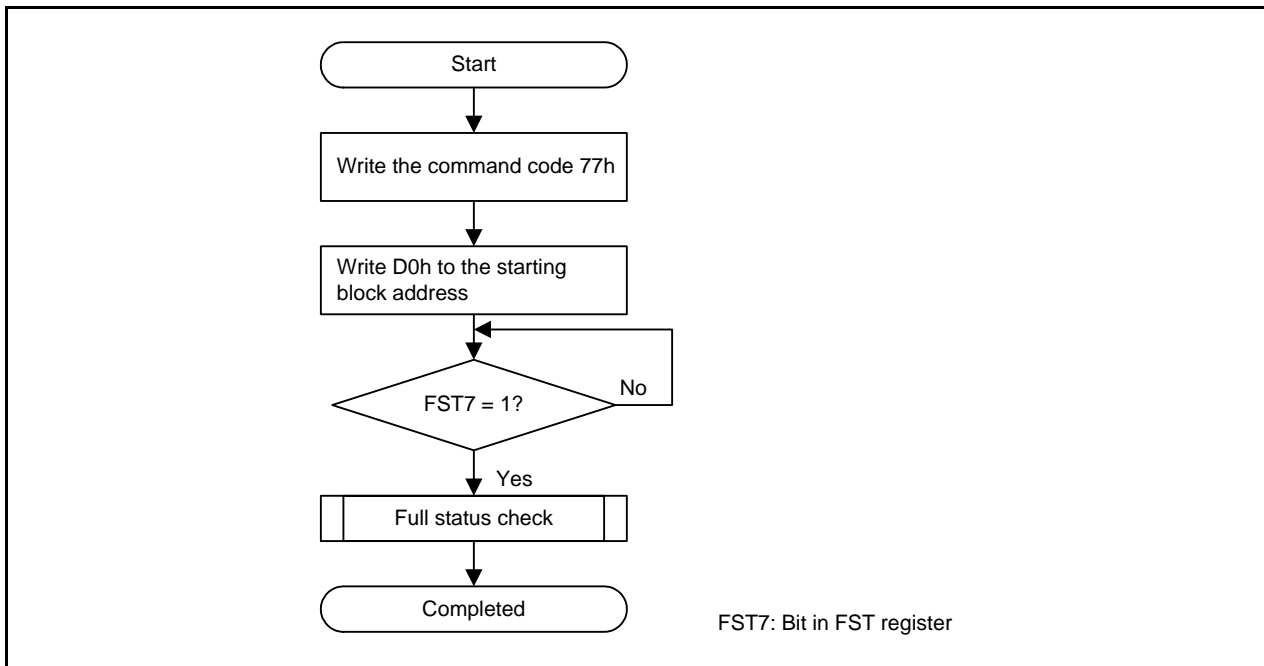 Start
Write the command code 77h
Write D0h to the starting
block address
FST7 = 1?
No
Yes
Full status check
Completed
FST7: Bit in FST register